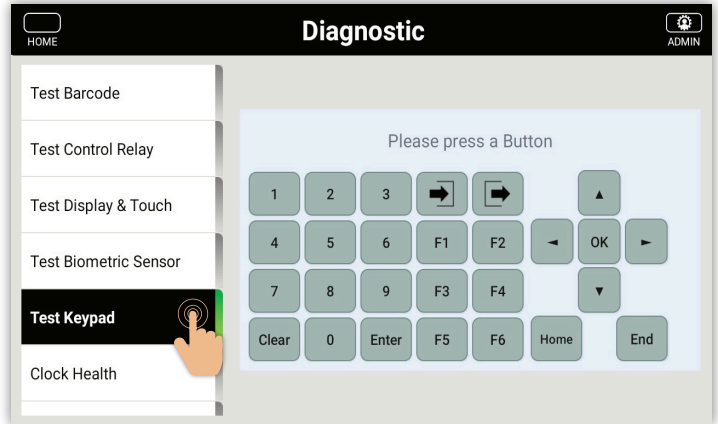 HOME
Diagnostic
ADMIN
Test Barcode
Test Control Relay
Test Display & Touch
Test Biometric Sensor
Test Keypad
Clock Health
Please press a Button
1 2 3
4 5 6 F1 F2 OK
7 8 9 F3 F4
Clear 0 Enter F5 F6 Home End